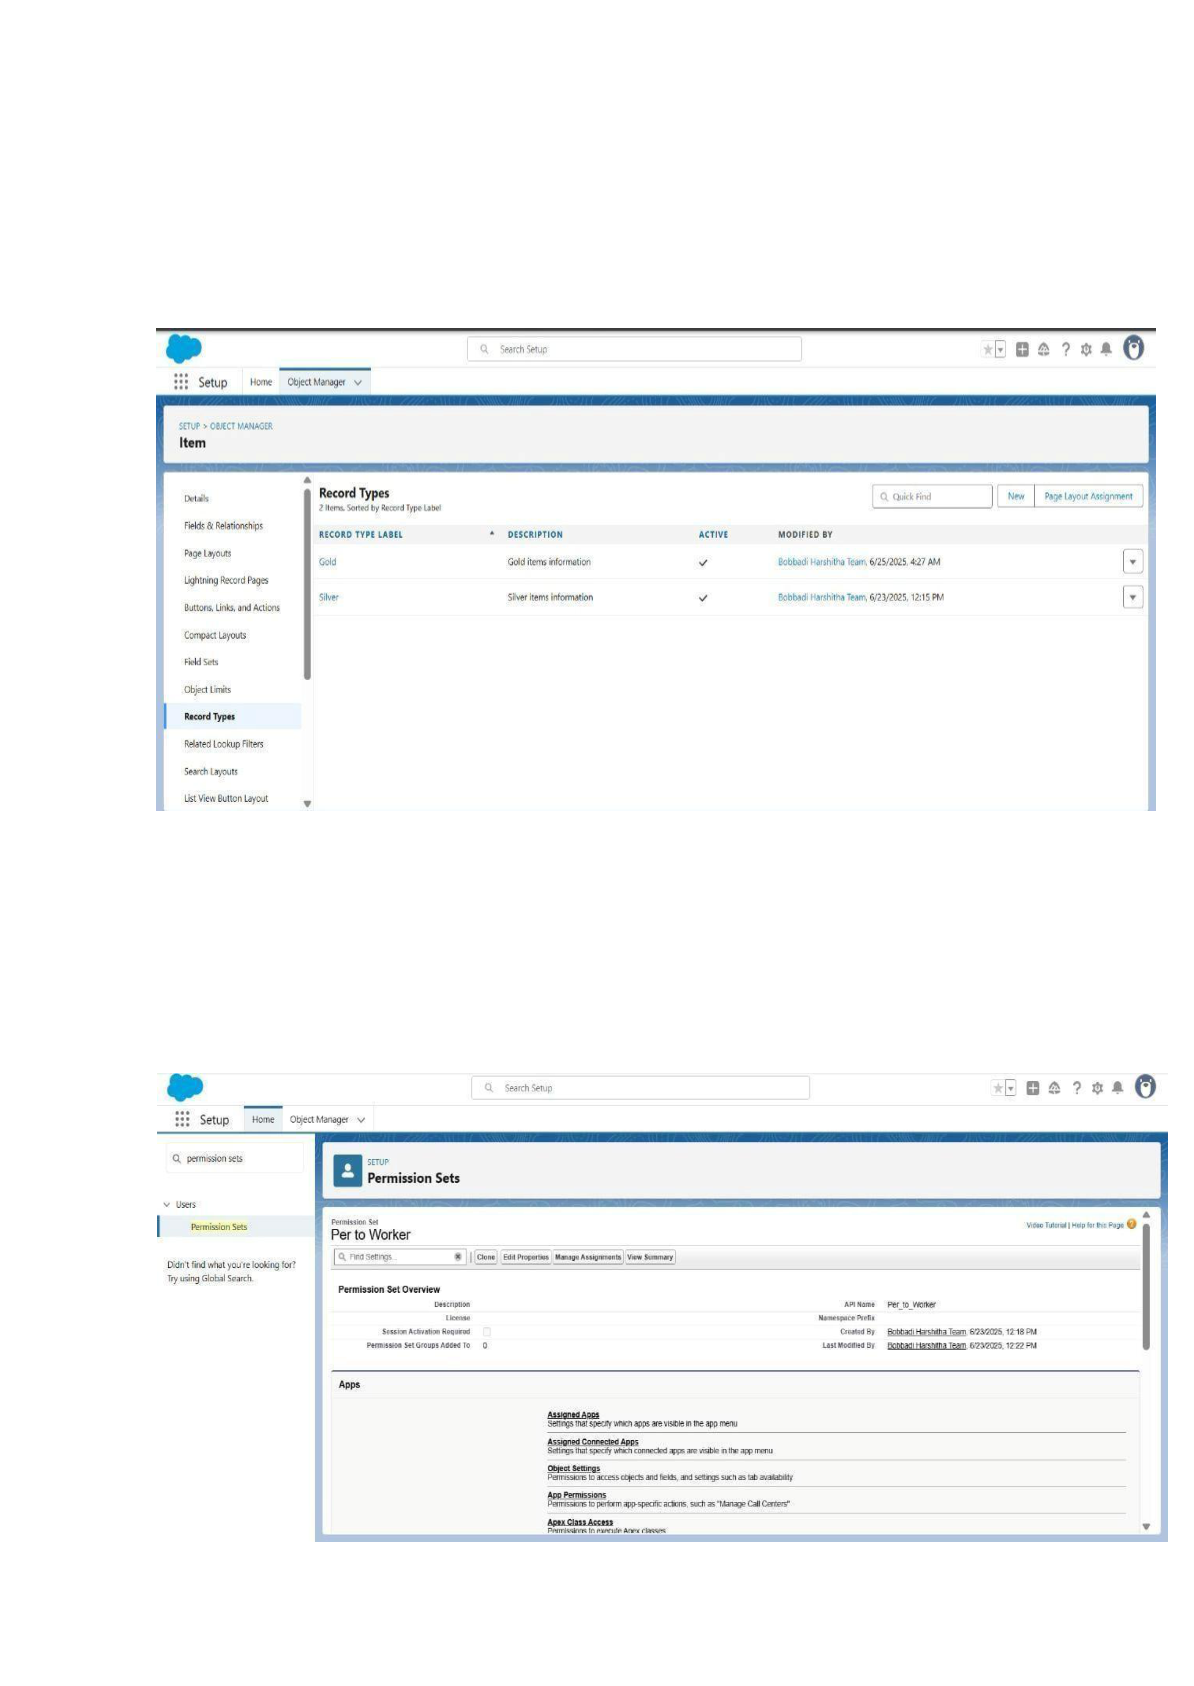 Search Setup
Setup Home Object Manager
SETUP > OBJECT MANAGER
Item
Details
Fields & Relationships
Page Layouts
Lightning Record Pages
Buttons, Links, and Actions
Compact Layouts
Field Sets
Object Limits
Record Types
Related Lookup Filters
Search Layouts
List View Button Layout
Record Types
2 Items, Sorted by Record Type Label
Quick Find New Page Layout Assignment
RECORD TYPE LABEL DESCRIPTION ACTIVE MODIFIED BY
Gold Gold items information Bobbadi Harshitha Team, 6/25/2025, 4:27 AM
Silver Silver items information Bobbadi Harshitha Team, 6/23/2025, 12:15 PM
Search Setup
Setup Home Object Manager
permission sets
Users
Permission Sets
Didn't find what you're looking for?
Try using Global Search.
SETUP
Permission Sets
Permission Set
Per to Worker
Video Tutorial | Help for this Page
Find Settings... Clone Edit Properties Manage Assignments View Summary
Permission Set Overview
Description API Name Per_to_Worker
License Namespace Prefix
Session Activation Required Created By Bobbadi Harshitha Team, 6/23/2025, 12:18 PM
Permission Set Groups Added To 0 Last Modified By Bobbadi Harshitha Team, 6/23/2025, 12:22 PM
Apps
Assigned Apps
Settings that specify which apps are visible in the app menu
Assigned Connected Apps
Settings that specify which connected apps are visible in the app menu
Object Settings
Permissions to access objects and fields, and settings such as tab availability
App Permissions
Permissions to perform app-specific actions, such as "Manage Call Centers"
Apex Class Access
Permissions to execute Apex classes